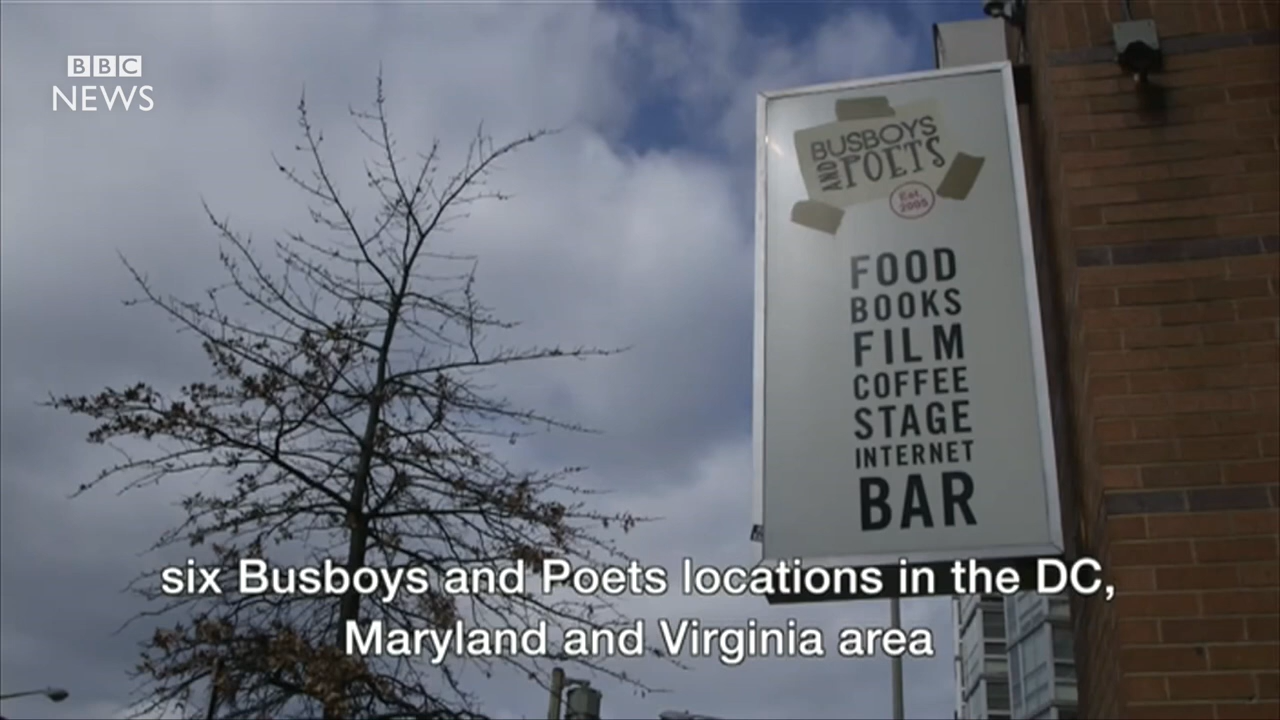 BBC
NEWS
BUSBOYS
AND POETS
Est.
2005
FOOD
BOOKS
FILM
COFFEE
STAGE
INTERNET
BAR
six Busboys and Poets locations in the DC,
Maryland and Virginia area